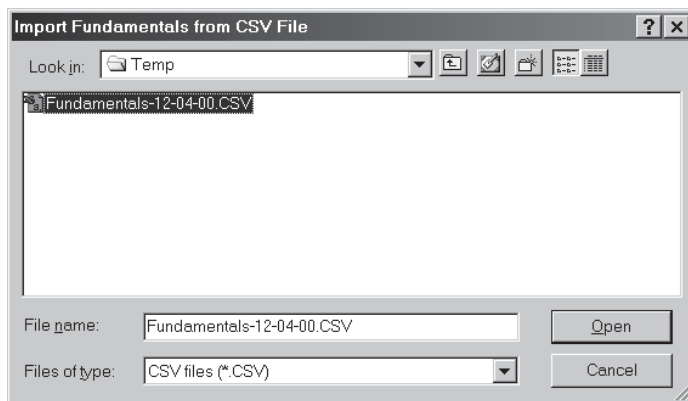 Import Fundamentals from CSV File
Look in: Temp
Fundamentals-12-04-00.CSV
File name: Fundamentals-12-04-00.CSV Open
Files of type: CSV files (*.CSV) Cancel